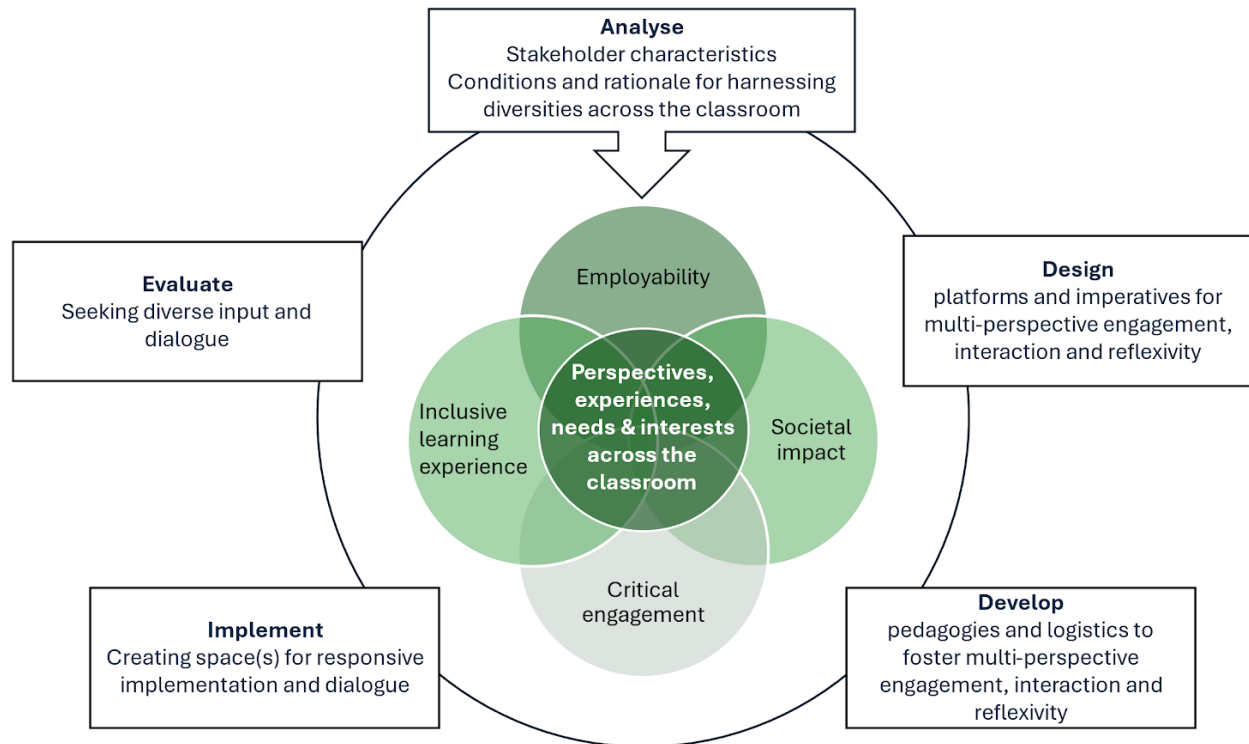 Analyse
Stakeholder characteristics
Conditions and rationale for harnessing
diversities across the classroom
Evaluate
Seeking diverse input and
dialogue
Employability
Design
platforms and imperatives for
multi-perspective engagement,
interaction and reflexivity
Inclusive
learning
experience
Perspectives,
experiences,
needs & interests
across the
classroom
Societal
impact
Critical
engagement
Implement
Creating space(s) for responsive
implementation and dialogue
Develop
pedagogies and logistics to
foster multi-perspective
engagement, interaction and
reflexivity